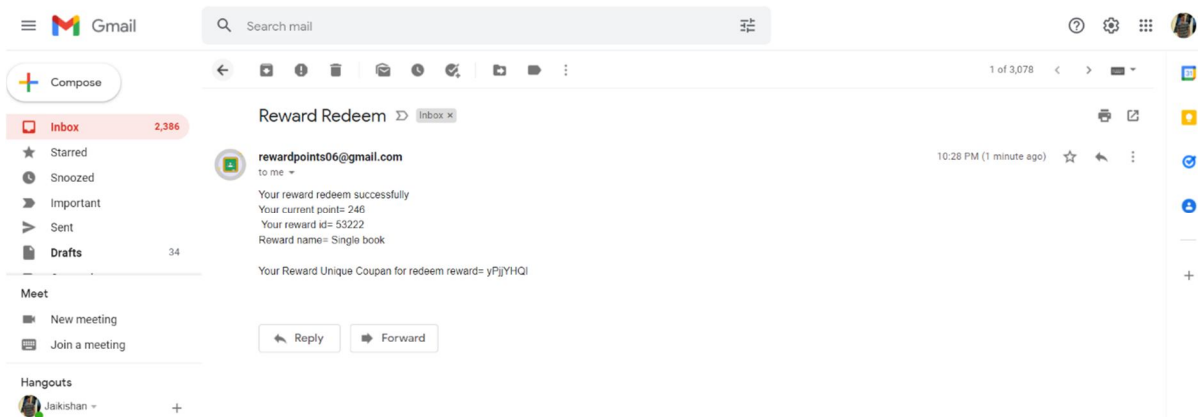 Gmail
Search mail
Compose
1 of 3,078
Inbox 2,386
Starred
Snoozed
Important
Sent
Drafts 34
Reward Redeem Inbox ×
rewardpoints06@gmail.com 10:28 PM (1 minute ago)
to me
Your reward redeem successfully
Your current point= 246
Your reward id= 53222
Reward name= Single book
Your Reward Unique Coupan for redeem reward= yPjjYHQI
Reply Forward
Meet
New meeting
Join a meeting
Hangouts
Jaikishan
31